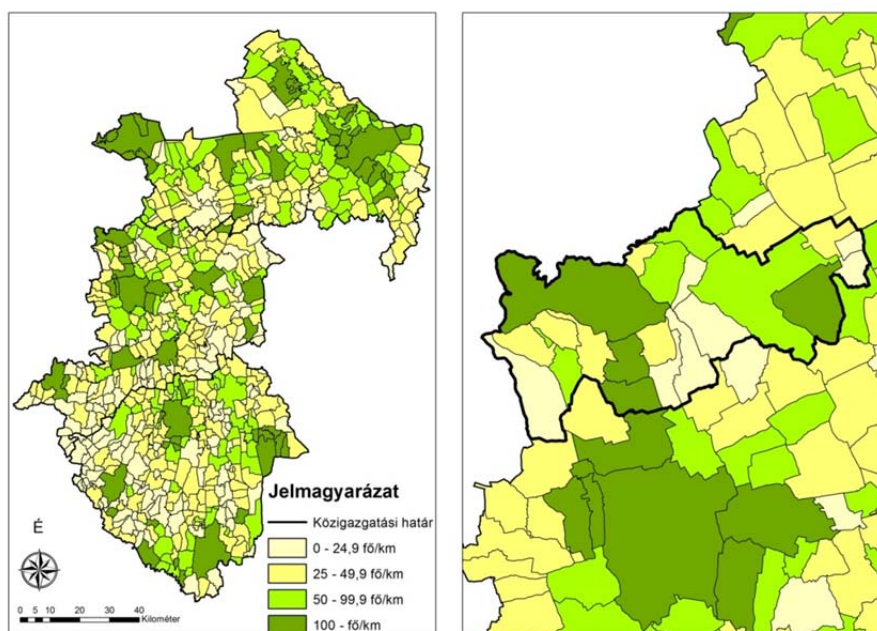 Jelmagyarázat
Közigazgatási határ
0 - 24,9 fő/km
25 - 49,9 fő/km
50 - 99,9 fő/km
100 - fő/km
É
0 5 10 20 30 40
Kilométer